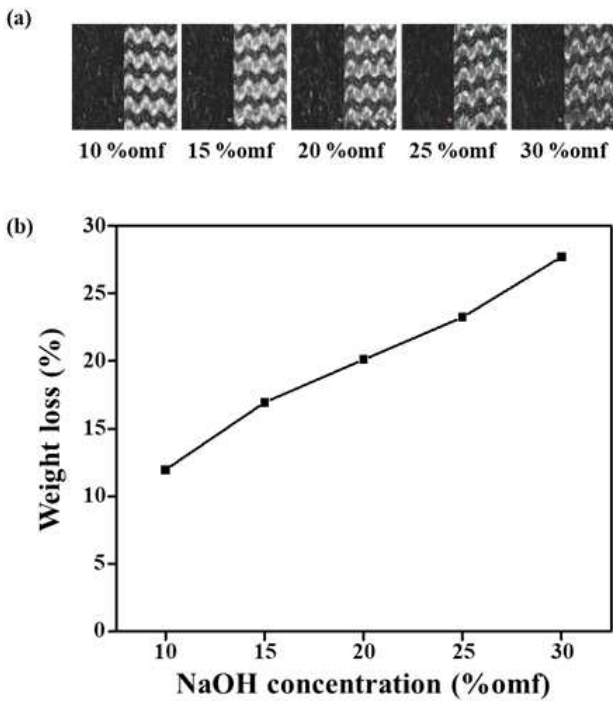 (a)
10 %omf 15 %omf 20 %omf 25 %omf 30 %omf
(b)
30
25
20
15
10
5
0
Weight loss (%)
10 15 20 25 30
NaOH concentration (%omf)